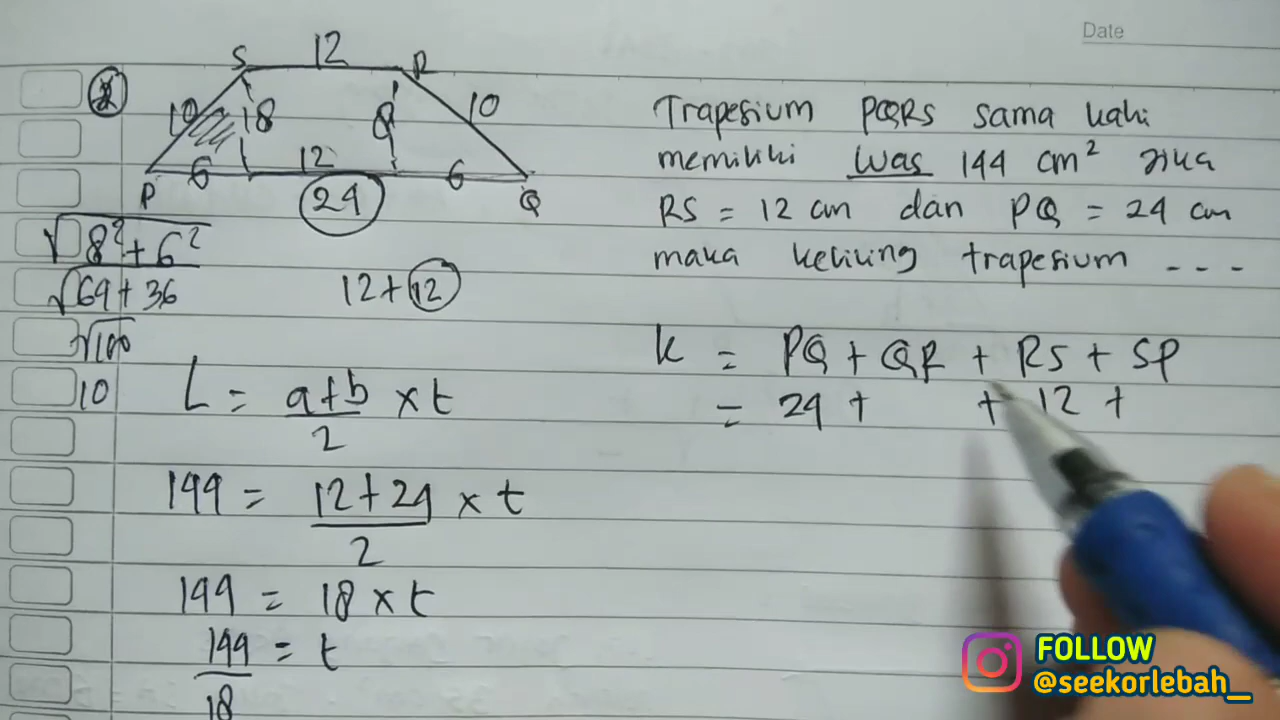 Date
S 12 R
10 8 8 10
6 12 6
P 24 Q
√8² + 6²
√64 + 36
√100
10
12 + 12
L = a+b/2 × t
144 = 12+24/2 × t
144 = 18 × t
144/18 = t
Trapesium PQRS sama kaki
memiliki luas 144 cm² jika
RS = 12 cm dan PQ = 24 cm
maka keliling trapesium ---
K = PQ + QR + RS + SP
= 24 + + 12 +
FOLLOW
@seekorlebah_